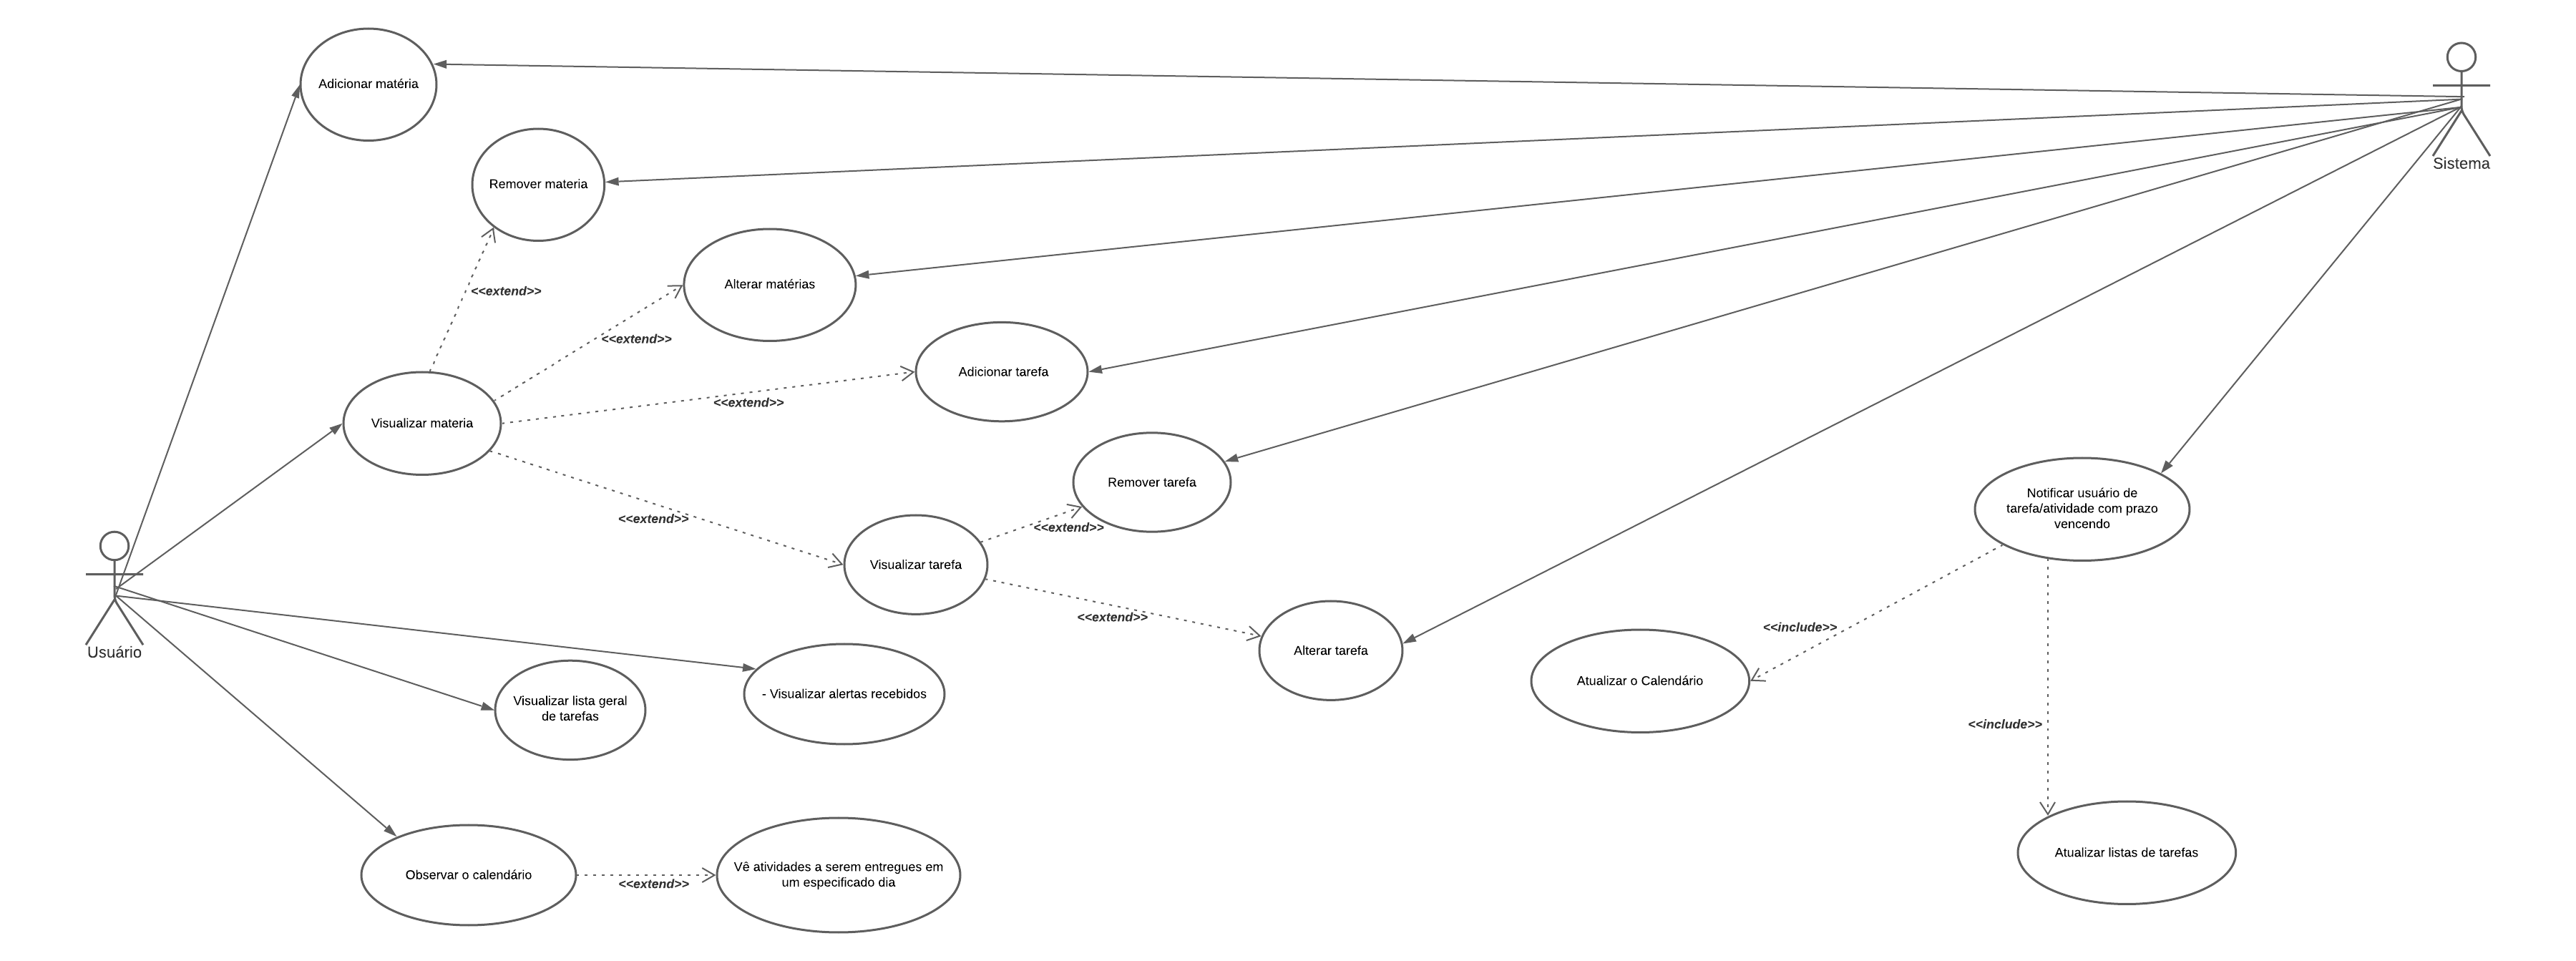 Adicionar matéria
Sistema
Remover materia
Alterar matérias
<<extend>>
<<extend>>
Adicionar tarefa
<<extend>>
Visualizar materia
Remover tarefa
Notificar usuário de
tarefa/atividade com prazo
vencendo
<<extend>>
<<extend>>
Visualizar tarefa
<<extend>>
<<include>>
Usuário
Alterar tarefa
Atualizar o Calendário
- Visualizar alertas recebidos
Visualizar lista geral
de tarefas
<<include>>
Atualizar listas de tarefas
Observar o calendário
<<extend>>
Vê atividades a serem entregues em
um especificado dia